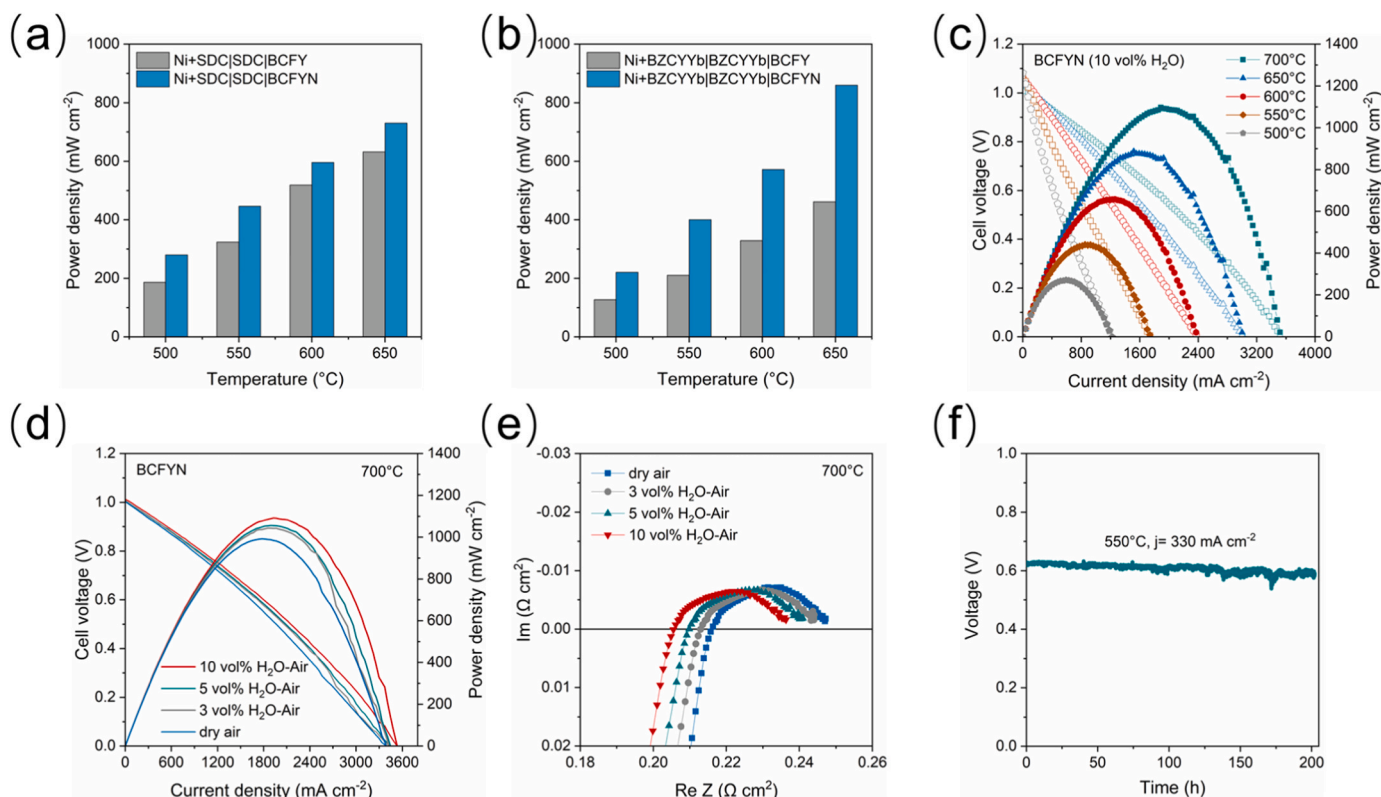 (a)
1000
800
600
400
200
0
Power density (mW cm⁻²)
Ni+SDC|SDC|BCFY
Ni+SDC|SDC|BCFYN
500 550 600 650
Temperature (°C)
(b)
1000
800
600
400
200
0
Power density (mW cm⁻²)
Ni+BZCYYb|BZCYYb|BCFY
Ni+BZCYYb|BZCYYb|BCFYN
500 550 600 650
Temperature (°C)
(c)
1.2
1.0
0.8
0.6
0.4
0.2
0.0
Cell voltage (V)
BCFYN (10 vol% H₂O)
700°C
650°C
600°C
550°C
500°C
1400
1200
1000
800
600
400
200
0
Power density (mW cm⁻²)
0 800 1600 2400 3200 4000
Current density (mA cm⁻²)
(d)
1.2
1.0
0.8
0.6
0.4
0.2
0.0
Cell voltage (V)
BCFYN
700°C
10 vol% H₂O-Air
5 vol% H₂O-Air
3 vol% H₂O-Air
dry air
1400
1200
1000
800
600
400
200
0
Power density (mW cm⁻²)
0 600 1200 1800 2400 3000 3600
Current density (mA cm⁻²)
(e)
-0.03
-0.02
-0.01
0.00
0.01
0.02
Im (Ω cm²)
700°C
dry air
3 vol% H₂O-Air
5 vol% H₂O-Air
10 vol% H₂O-Air
0.18 0.20 0.22 0.24 0.26
Re Z (Ω cm²)
(f)
1.0
0.8
0.6
0.4
0.2
0.0
Voltage (V)
550°C, j= 330 mA cm⁻²
0 50 100 150 200
Time (h)